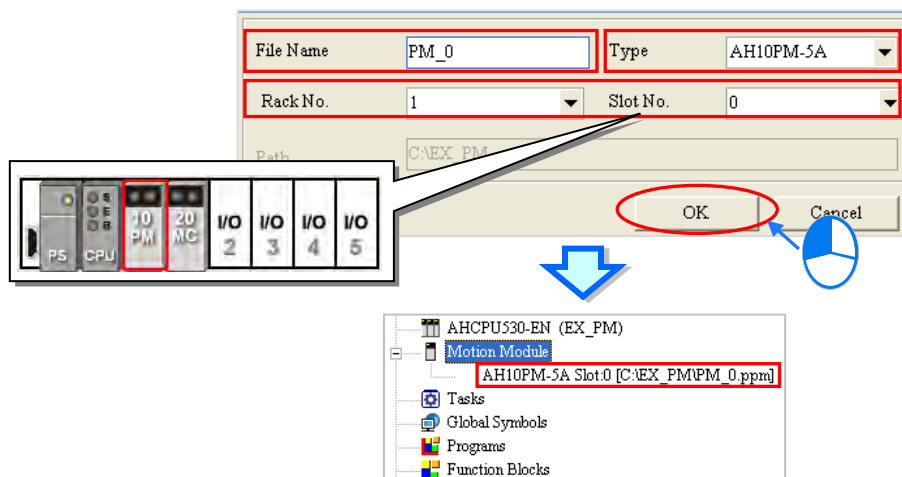 File Name PM_0 Type AH10PM-5A
Rack No. 1 Slot No. 0
Path C:\EX_PM
OK Cancel
PS CPU 10 PM 20 MC I/O 2 I/O 3 I/O 4 I/O 5
AHCPU530-EN (EX_PM)
Motion Module
AH10PM-5A Slot:0 [C:\EX_PM\PM_0.ppm]
Tasks
Global Symbols
Programs
Function Blocks